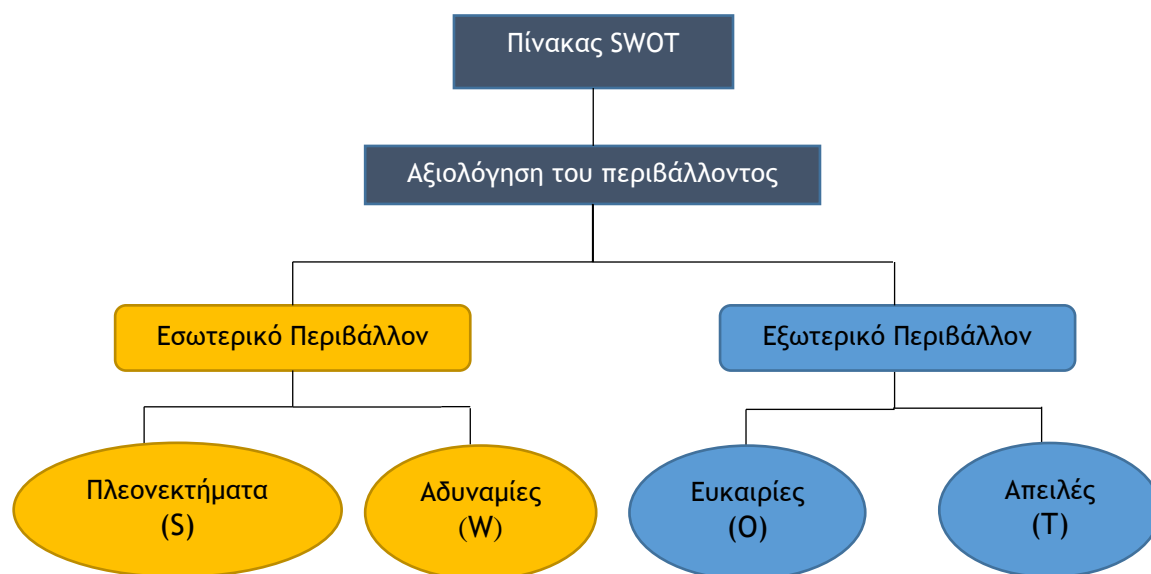 Πίνακας SWOT
Αξιολόγηση του περιβάλλοντος
Εσωτερικό Περιβάλλον
Εξωτερικό Περιβάλλον
Πλεονεκτήματα
(S)
Αδυναμίες
(W)
Ευκαιρίες
(O)
Απειλές
(T)